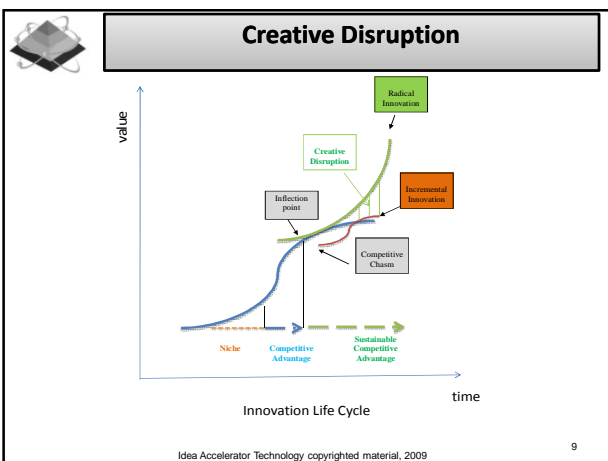 Creative Disruption
value
Radical
Innovation
Creative
Disruption
Incremental
Innovation
Inflection
point
Competitive
Chasm
Niche
Competitive
Advantage
Sustainable
Competitive
Advantage
time
Innovation Life Cycle
Idea Accelerator Technology copyrighted material, 2009
9